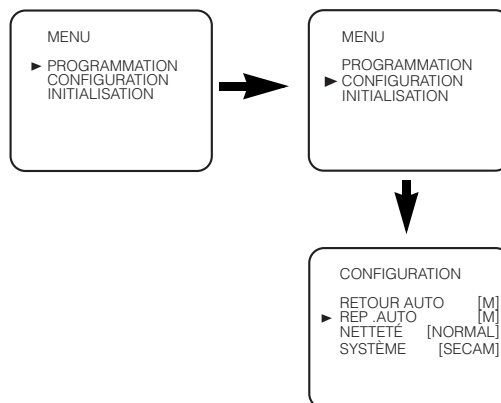 MENU
► PROGRAMMATION
CONFIGURATION
INITIALISATION
MENU
PROGRAMMATION
► CONFIGURATION
INITIALISATION
CONFIGURATION
RETOUR AUTO [M]
► REP .AUTO [M]
NETTETÉ [NORMAL]
SYSTÈME [SECAM]